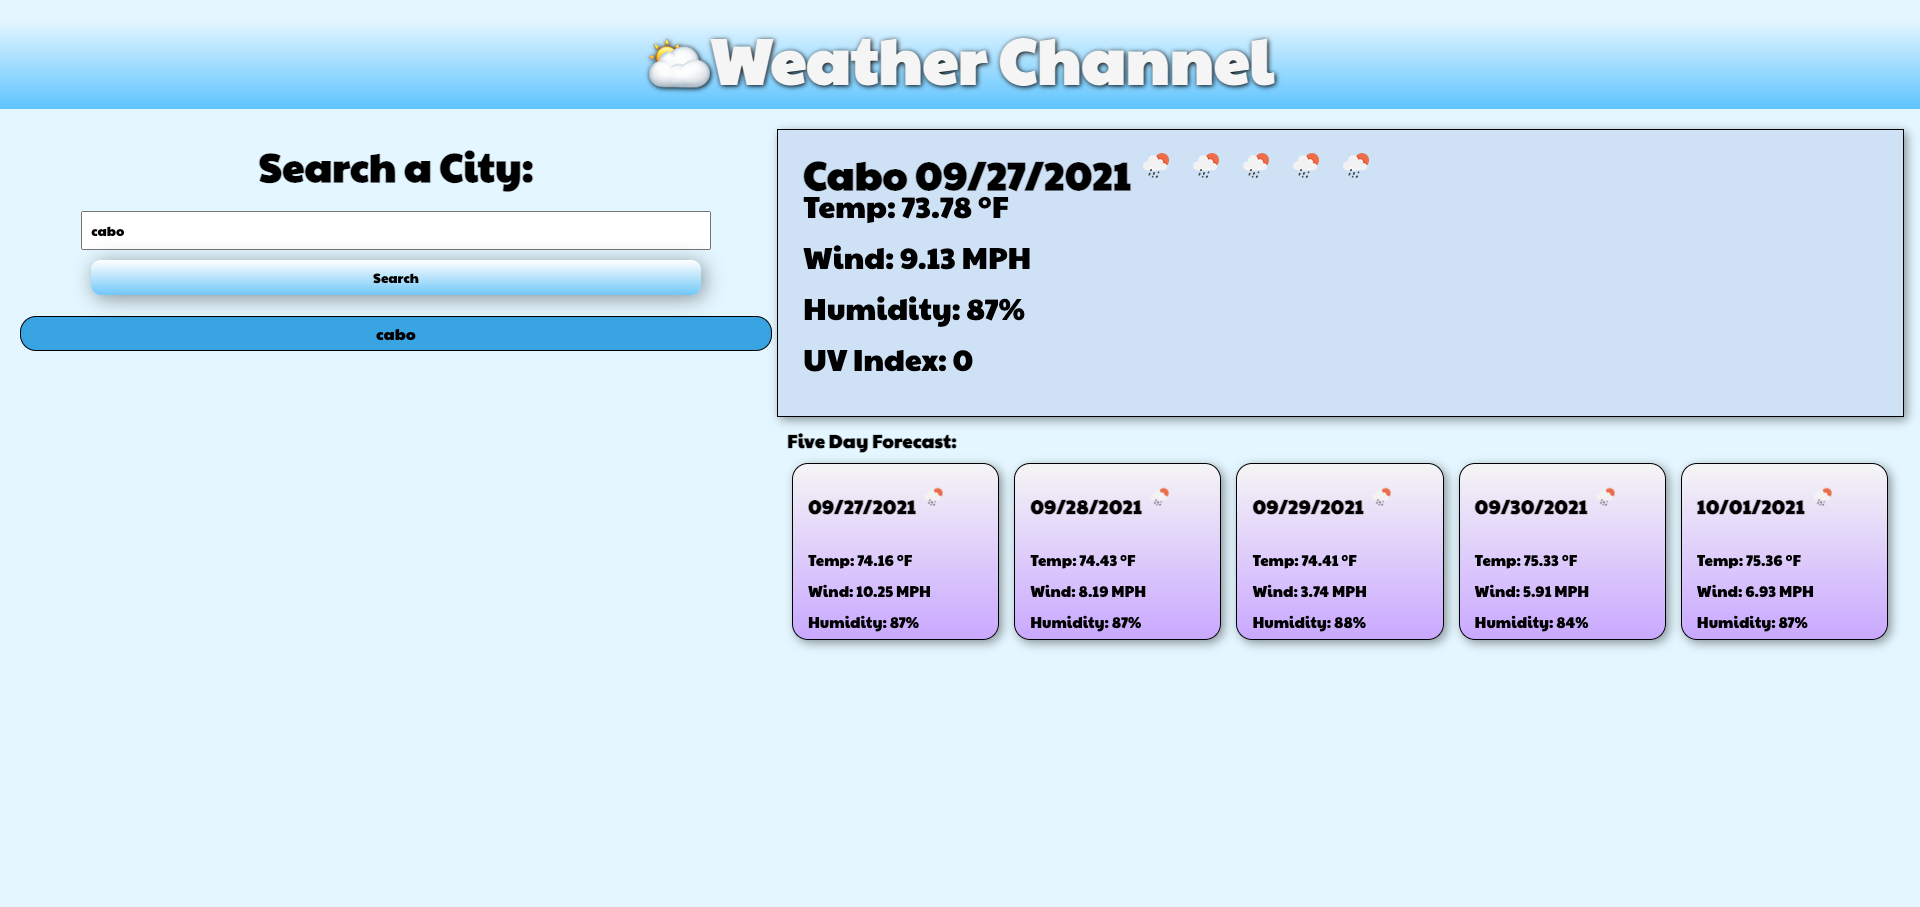 Weather Channel
Search a City:
cabo
Search
cabo
Cabo 09/27/2021
Temp: 73.78 °F
Wind: 9.13 MPH
Humidity: 87%
UV Index: 0
Five Day Forecast:
09/27/2021
Temp: 74.16 °F
Wind: 10.25 MPH
Humidity: 87%
09/28/2021
Temp: 74.43 °F
Wind: 8.19 MPH
Humidity: 87%
09/29/2021
Temp: 74.41 °F
Wind: 3.74 MPH
Humidity: 88%
09/30/2021
Temp: 75.33 °F
Wind: 5.91 MPH
Humidity: 84%
10/01/2021
Temp: 75.36 °F
Wind: 6.93 MPH
Humidity: 87%